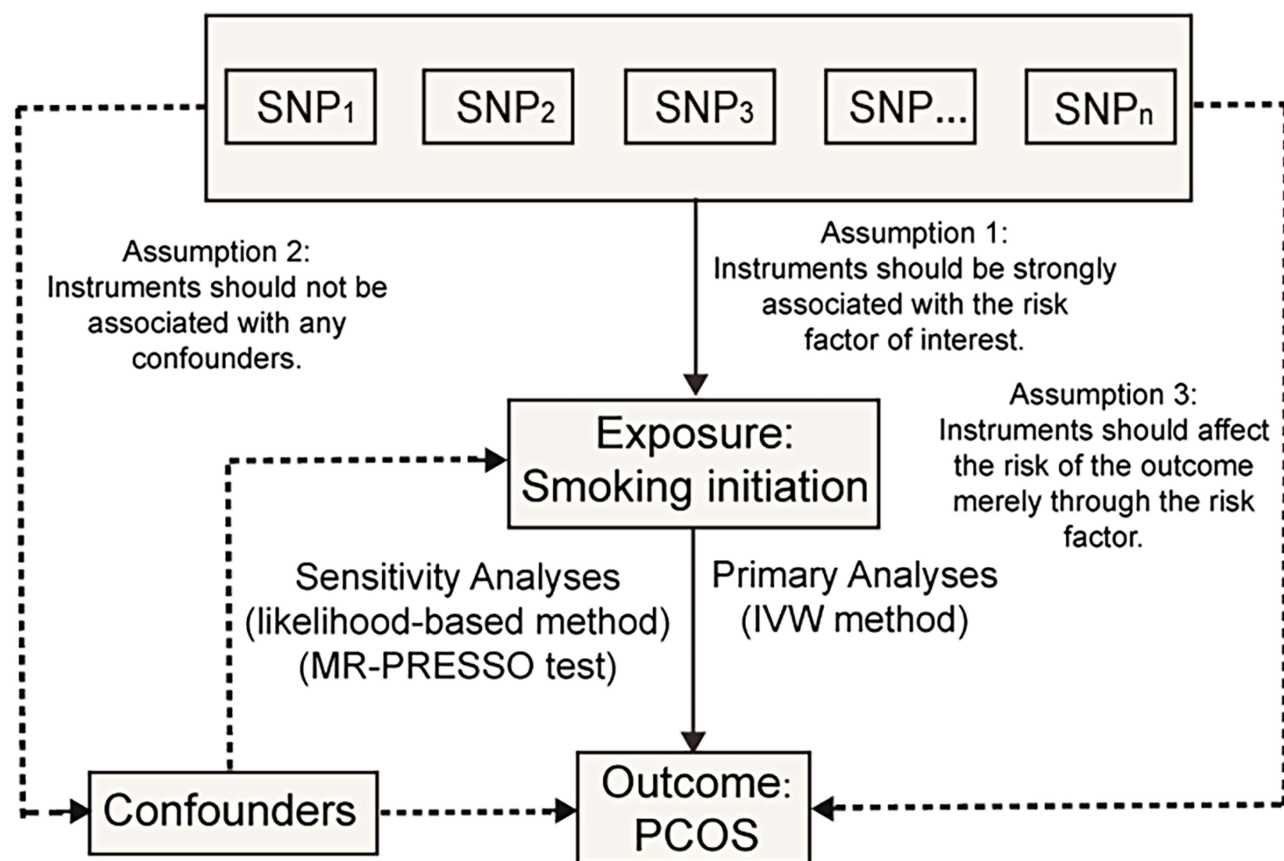 SNP1 SNP2 SNP3 SNP... SNPn
Assumption 2:
Instruments should not be
associated with any
confounders.
Assumption 1:
Instruments should be strongly
associated with the risk
factor of interest.
Assumption 3:
Instruments should affect
the risk of the outcome
merely through the risk
factor.
Exposure:
Smoking initiation
Sensitivity Analyses
(likelihood-based method)
(MR-PRESSO test)
Primary Analyses
(IVW method)
Confounders
Outcome:
PCOS